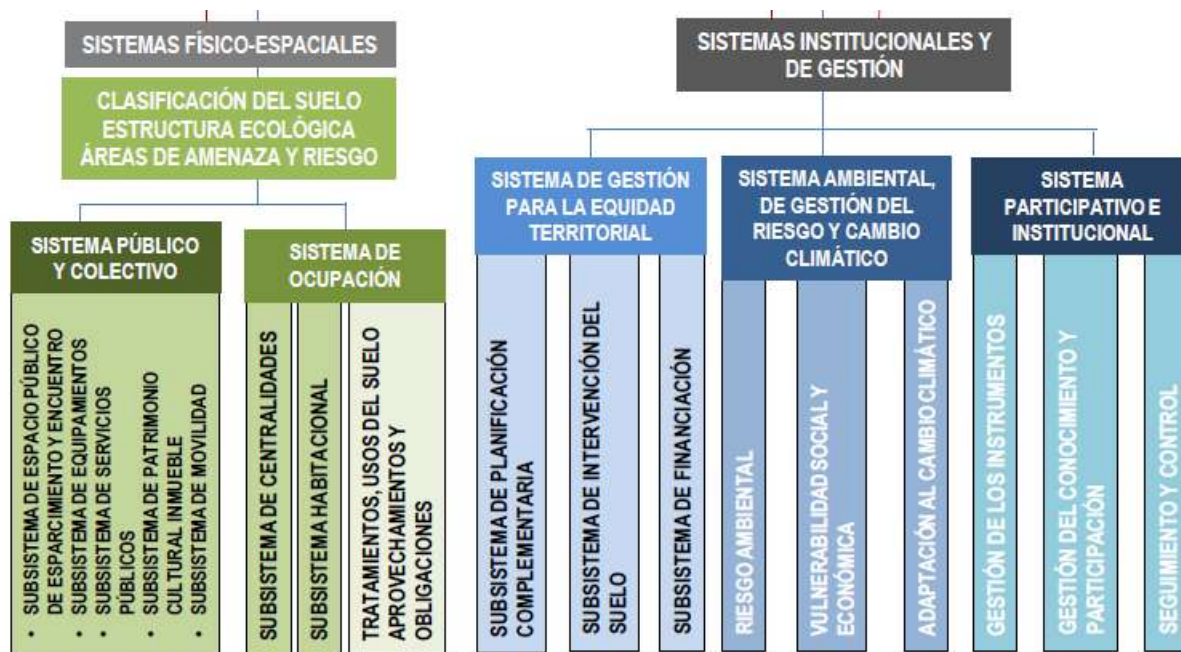 SISTEMAS FÍSICO-ESPACIALES
CLASIFICACIÓN DEL SUELO
ESTRUCTURA ECOLÓGICA
ÁREAS DE AMENAZA Y RIESGO
SISTEMA PÚBLICO
Y COLECTIVO
• SUBSISTEMA DE ESPACIO PÚBLICO
DE ESPARCIMIENTO Y ENCUENTRO
• SUBSISTEMA DE EQUIPAMIENTOS
• SUBSISTEMA DE SERVICIOS
PÚBLICOS
• SUBSISTEMA DE PATRIMONIO
CULTURAL INMUEBLE
• SUBSISTEMA DE MOVILIDAD
SISTEMA DE
OCUPACIÓN
SUBSISTEMA DE CENTRALIDADES
SUBSISTEMA HABITACIONAL
TRATAMIENTOS, USOS DEL SUELO
APROVECHAMIENTOS Y
OBLIGACIONES
SISTEMAS INSTITUCIONALES Y
DE GESTIÓN
SISTEMA DE GESTIÓN
PARA LA EQUIDAD
TERRITORIAL
SUBSISTEMA DE PLANIFICACIÓN
COMPLEMENTARIA
SUBSISTEMA DE INTERVENCIÓN DEL
SUELO
SUBSISTEMA DE FINANCIACIÓN
SISTEMA AMBIENTAL,
DE GESTIÓN DEL
RIESGO Y CAMBIO
CLIMÁTICO
RIESGO AMBIENTAL
VULNERABILIDAD SOCIAL Y
ECONÓMICA
ADAPTACIÓN AL CAMBIO CLIMÁTICO
SISTEMA
PARTICIPATIVO E
INSTITUCIONAL
GESTIÓN DE LOS INSTRUMENTOS
GESTIÓN DEL CONOCIMIENTO Y
PARTICIPACIÓN
SEGUIMIENTO Y CONTROL